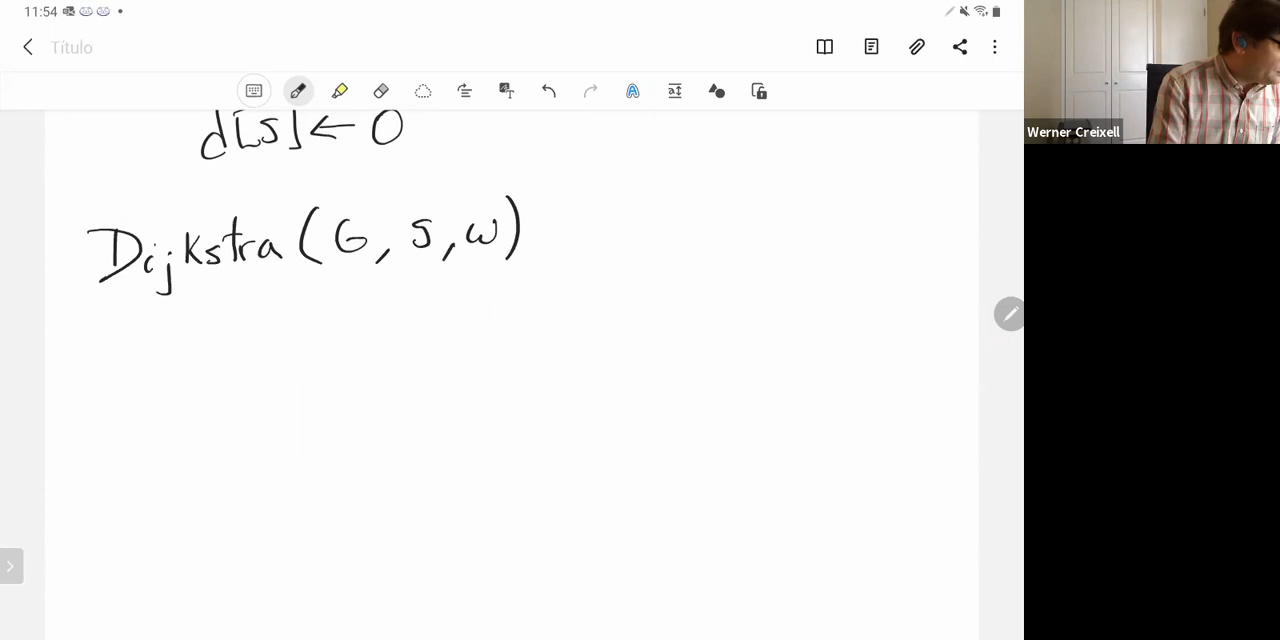 11:54
Título
d[s] ← 0
Dijkstra (G, s, w)
Werner Creixell